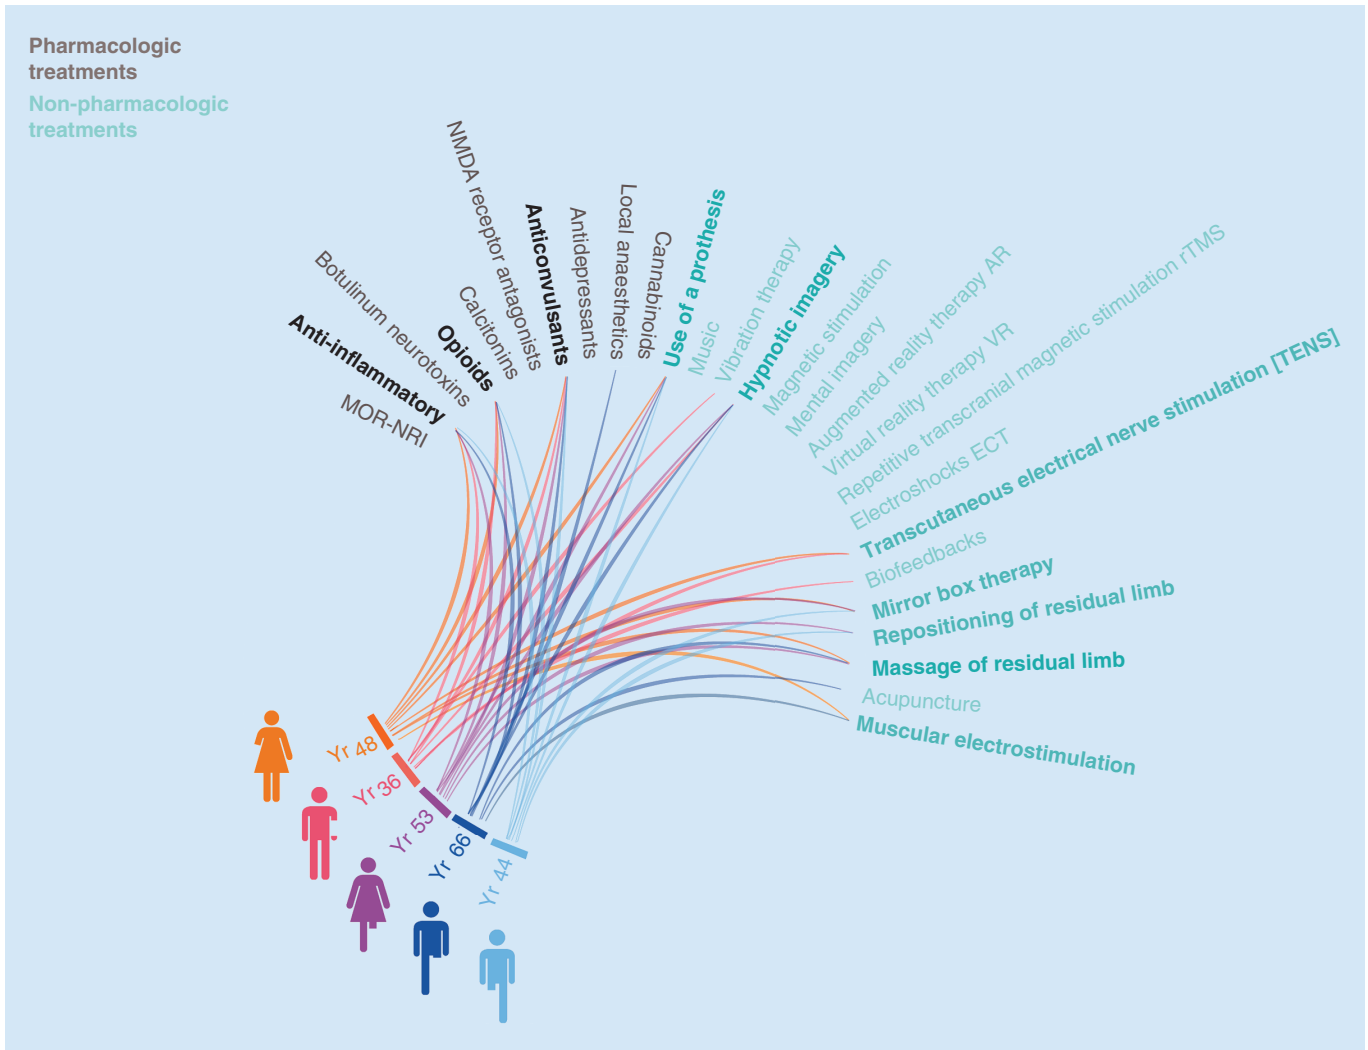 Pharmacologic
treatments
Non-pharmacologic
treatments
MOR-NRI
Anti-inflammatory
Botulinum neurotoxins
Opioids
Calcitonins
NMDA receptor antagonists
Anticonvulsants
Antidepressants
Local anaesthetics
Cannabinoids
Use of a prothesis
Music
Vibration therapy
Hypnotic imagery
Magnetic stimulation
Mental imagery
Augmented reality therapy AR
Virtual reality therapy VR
Repetitive transcranial magnetic stimulation rTMS
Electroshocks ECT
Transcutaneous electrical nerve stimulation [TENS]
Biofeedbacks
Mirror box therapy
Repositioning of residual limb
Massage of residual limb
Acupuncture
Muscular electrostimulation
Yr 48
Yr 36
Yr 53
Yr 66
Yr 44